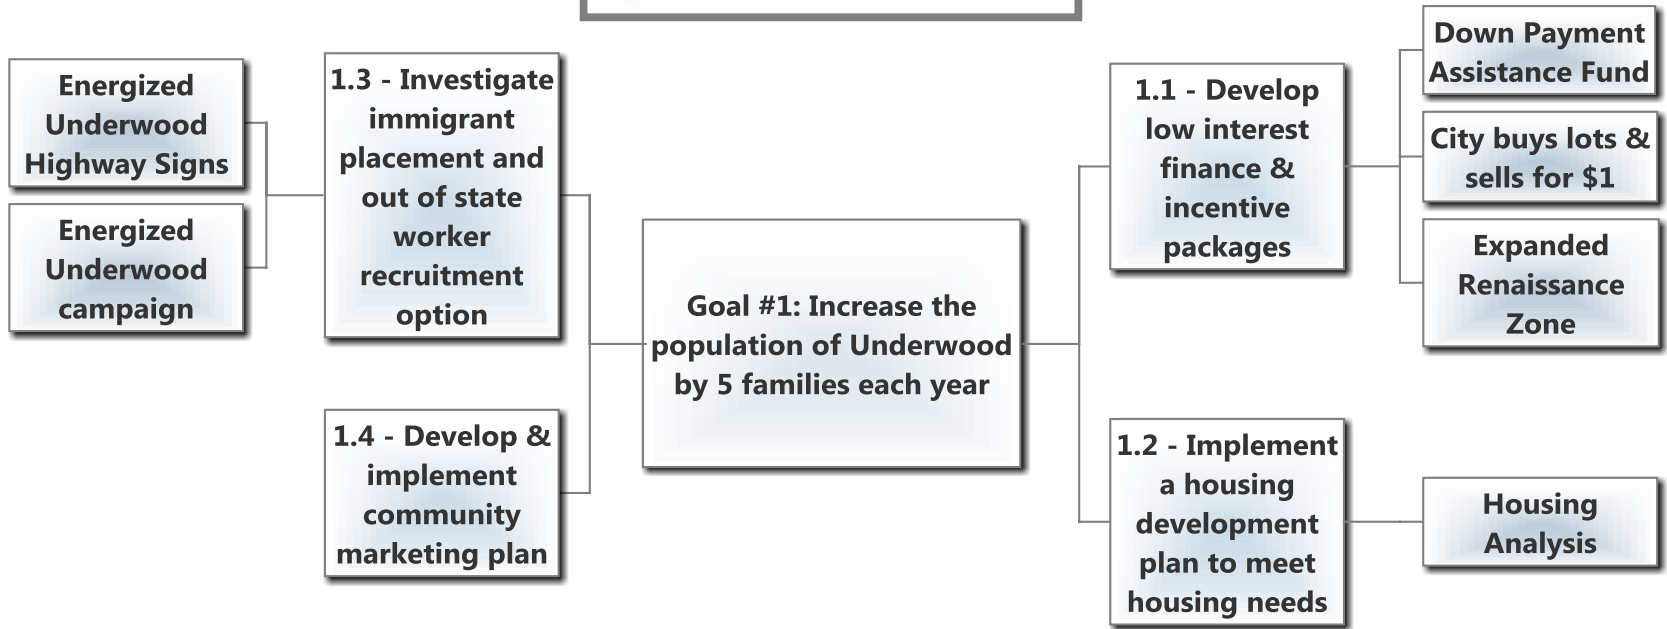 Energized
Underwood
Highway Signs
Energized
Underwood
campaign
1.3 - Investigate
immigrant
placement and
out of state
worker
recruitment
option
1.4 - Develop &
implement
community
marketing plan
Goal #1: Increase the
population of Underwood
by 5 families each year
1.1 - Develop
low interest
finance &
incentive
packages
1.2 - Implement
a housing
development
plan to meet
housing needs
Down Payment
Assistance Fund
City buys lots &
sells for $1
Expanded
Renaissance
Zone
Housing
Analysis